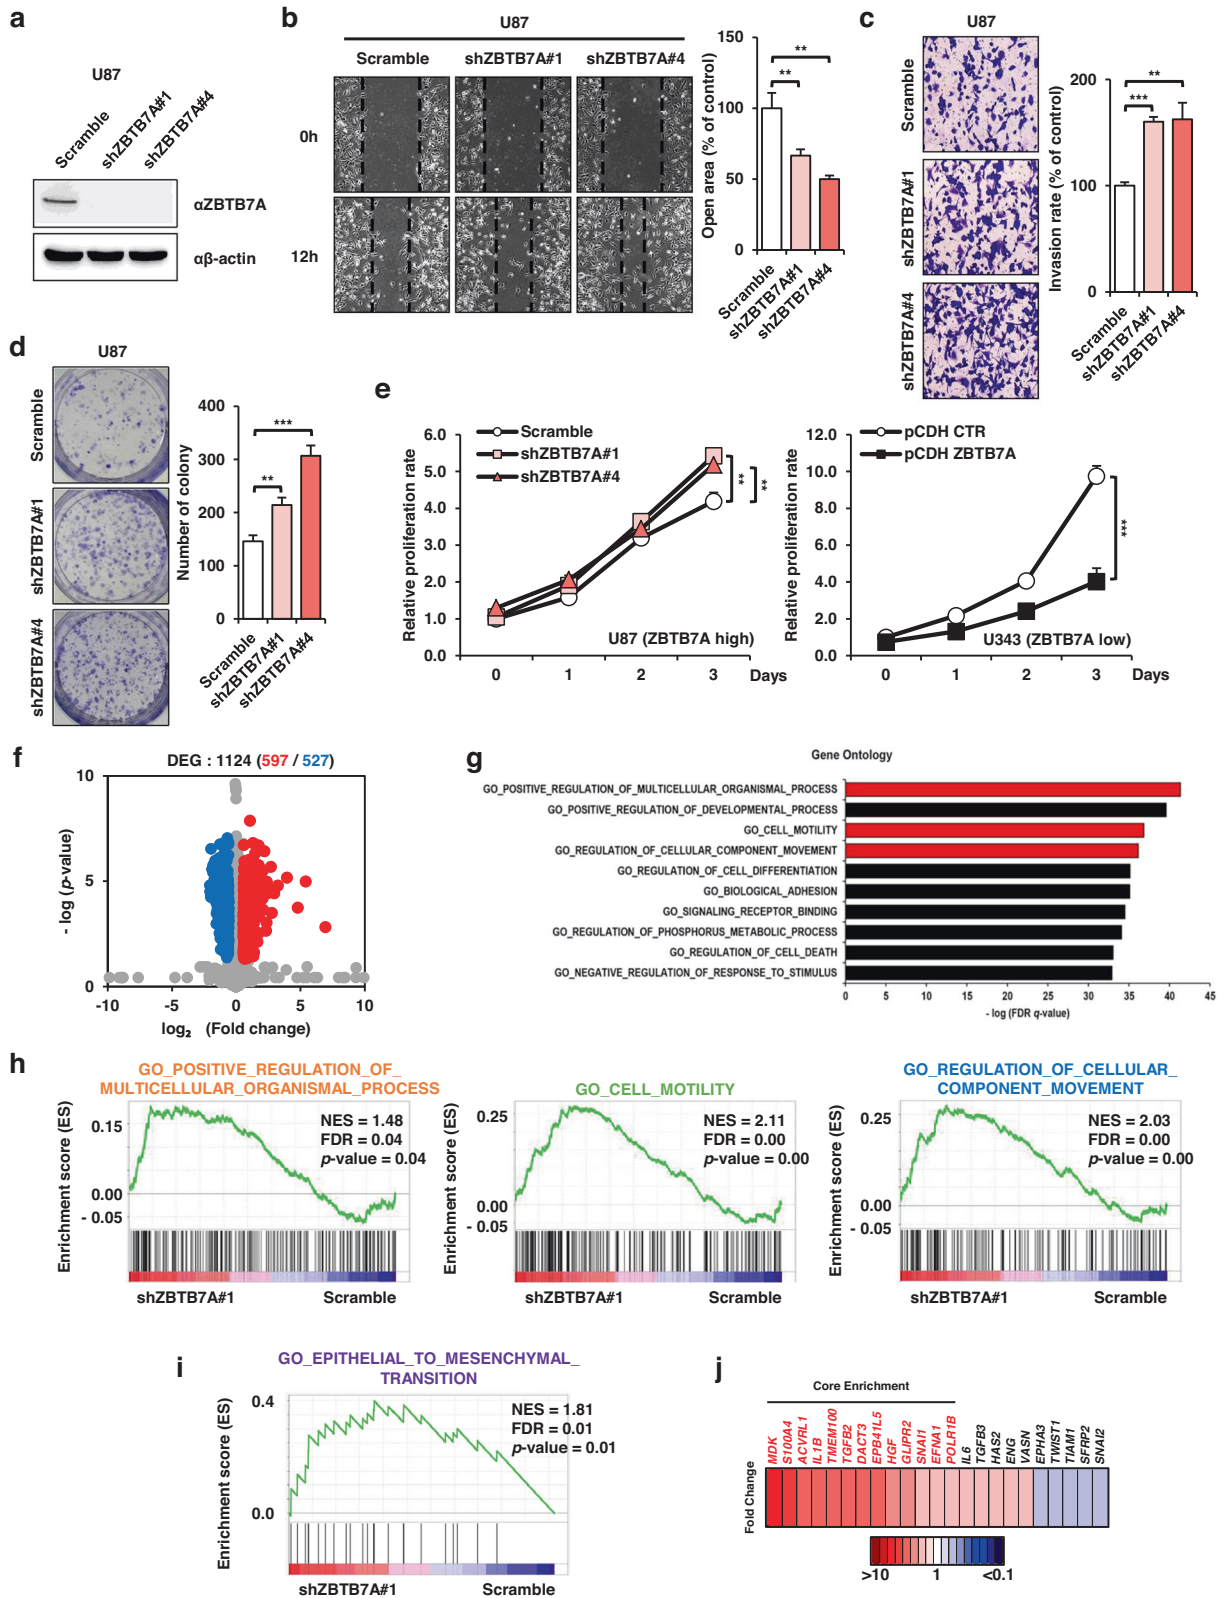 a
U87
Scramble
shZBTB7A#1
shZBTB7A#4
αZBTB7A
αβ-actin
b
U87
Scramble
shZBTB7A#1
shZBTB7A#4
0h
12h
Open area (% of control)
150
100
50
0
**
**
Scramble
shZBTB7A#1
shZBTB7A#4
c
U87
Scramble
shZBTB7A#1
shZBTB7A#4
Invasion rate (% of control)
200
100
0
**
***
Scramble
shZBTB7A#1
shZBTB7A#4
d
U87
Scramble
shZBTB7A#1
shZBTB7A#4
Number of colony
400
300
200
100
0
***
**
Scramble
shZBTB7A#1
shZBTB7A#4
e
Relative proliferation rate
6.0
5.0
4.0
3.0
2.0
1.0
0.0
Scramble
shZBTB7A#1
shZBTB7A#4
**
**
U87 (ZBTB7A high)
0 1 2 3 Days
Relative proliferation rate
12.0
10.0
8.0
6.0
4.0
2.0
0.0
pCDH CTR
pCDH ZBTB7A
***
U343 (ZBTB7A low)
0 1 2 3 Days
f
DEG : 1124 (597 / 527)
- log (p-value)
10
5
0
-10 -5 0 5 10
log₂ (Fold change)
g
Gene Ontology
GO_POSITIVE_REGULATION_OF_MULTICELLULAR_ORGANISMAL_PROCESS
GO_POSITIVE_REGULATION_OF_DEVELOPMENTAL_PROCESS
GO_CELL_MOTILITY
GO_REGULATION_OF_CELLULAR_COMPONENT_MOVEMENT
GO_REGULATION_OF_CELL_DIFFERENTIATION
GO_BIOLOGICAL_ADHESION
GO_SIGNALING_RECEPTOR_BINDING
GO_REGULATION_OF_PHOSPHORUS_METABOLIC_PROCESS
GO_REGULATION_OF_CELL_DEATH
GO_NEGATIVE_REGULATION_OF_RESPONSE_TO_STIMULUS
0 5 10 15 20 25 30 35 40 45
- log (FDR q-value)
h
GO_POSITIVE_REGULATION_OF_
MULTICELLULAR_ORGANISMAL_PROCESS
Enrichment score (ES)
0.15
0.00
- 0.05
NES = 1.48
FDR = 0.04
p-value = 0.04
shZBTB7A#1 Scramble
GO_CELL_MOTILITY
Enrichment score (ES)
0.25
0.00
- 0.05
NES = 2.11
FDR = 0.00
p-value = 0.00
shZBTB7A#1 Scramble
GO_REGULATION_OF_CELLULAR_
COMPONENT_MOVEMENT
Enrichment score (ES)
0.25
0.00
- 0.05
NES = 2.03
FDR = 0.00
p-value = 0.00
shZBTB7A#1 Scramble
i
GO_EPITHELIAL_TO_MESENCHYMAL_
TRANSITION
Enrichment score (ES)
0.4
0.0
NES = 1.81
FDR = 0.01
p-value = 0.01
shZBTB7A#1 Scramble
j
Core Enrichment
MDK
S100A4
ACVRL1
IL1B
TMEM100
TGFB2
DACT3
EPB41L5
HGF
GLIPR2
SNAI1
EFNA1
POLR1B
IL6
TGFB3
HAS2
ENG
VASN
EPHA3
TWIST1
TIAM1
SFRP2
SNAI2
Fold Change
>10 1 <0.1